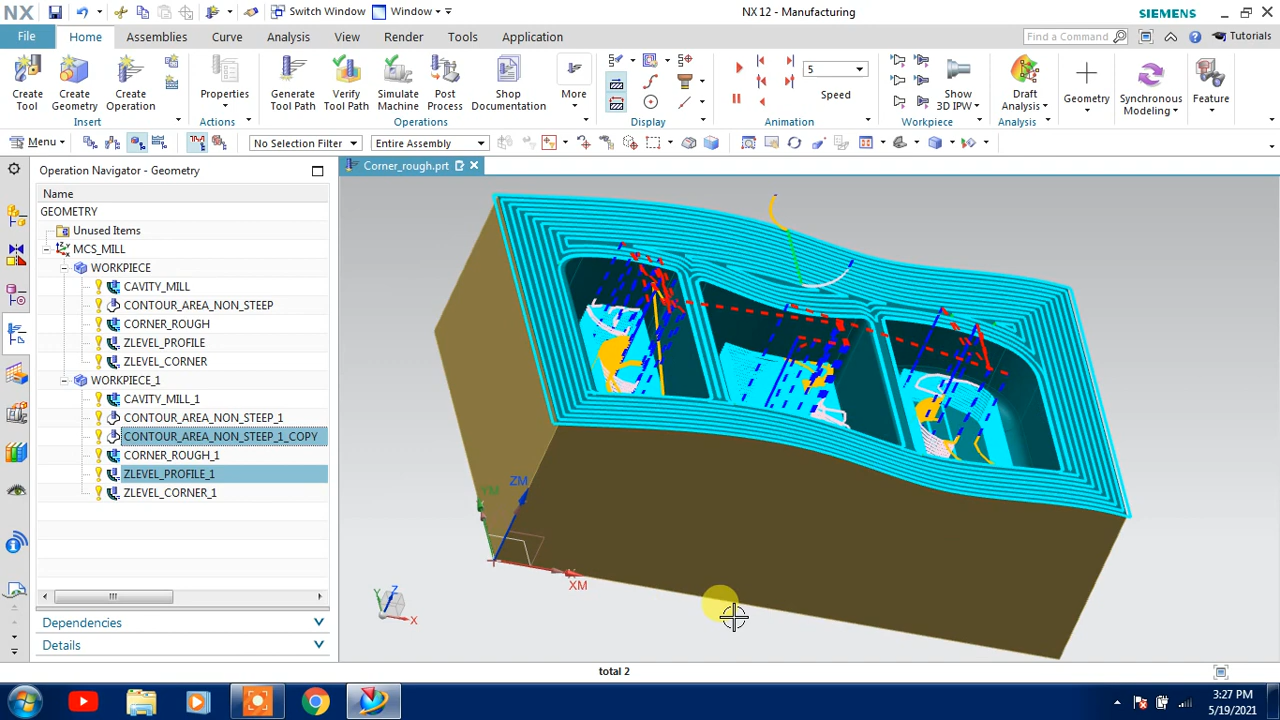 NX
Switch Window
Window
NX 12 - Manufacturing
SIEMENS
File
Home
Assemblies
Curve
Analysis
View
Render
Tools
Application
Find a Command
Tutorials
Create Tool
Create Geometry
Create Operation
Properties
Generate Tool Path
Verify Tool Path
Simulate Machine
Post Process
Shop Documentation
More
5
Speed
Show 3D IPW
Draft Analysis
Geometry
Synchronous Modeling
Feature
Insert
Actions
Operations
Display
Animation
Workpiece
Analysis
Menu
No Selection Filter
Entire Assembly
Operation Navigator - Geometry
Corner_rough.prt
Name
GEOMETRY
Unused Items
MCS_MILL
WORKPIECE
CAVITY_MILL
CONTOUR_AREA_NON_STEEP
CORNER_ROUGH
ZLEVEL_PROFILE
ZLEVEL_CORNER
WORKPIECE_1
CAVITY_MILL_1
CONTOUR_AREA_NON_STEEP_1
CONTOUR_AREA_NON_STEEP_1_COPY
CORNER_ROUGH_1
ZLEVEL_PROFILE_1
ZLEVEL_CORNER_1
Dependencies
Details
ZM
YM
XM
Z
Y
X
total 2
3:27 PM
5/19/2021